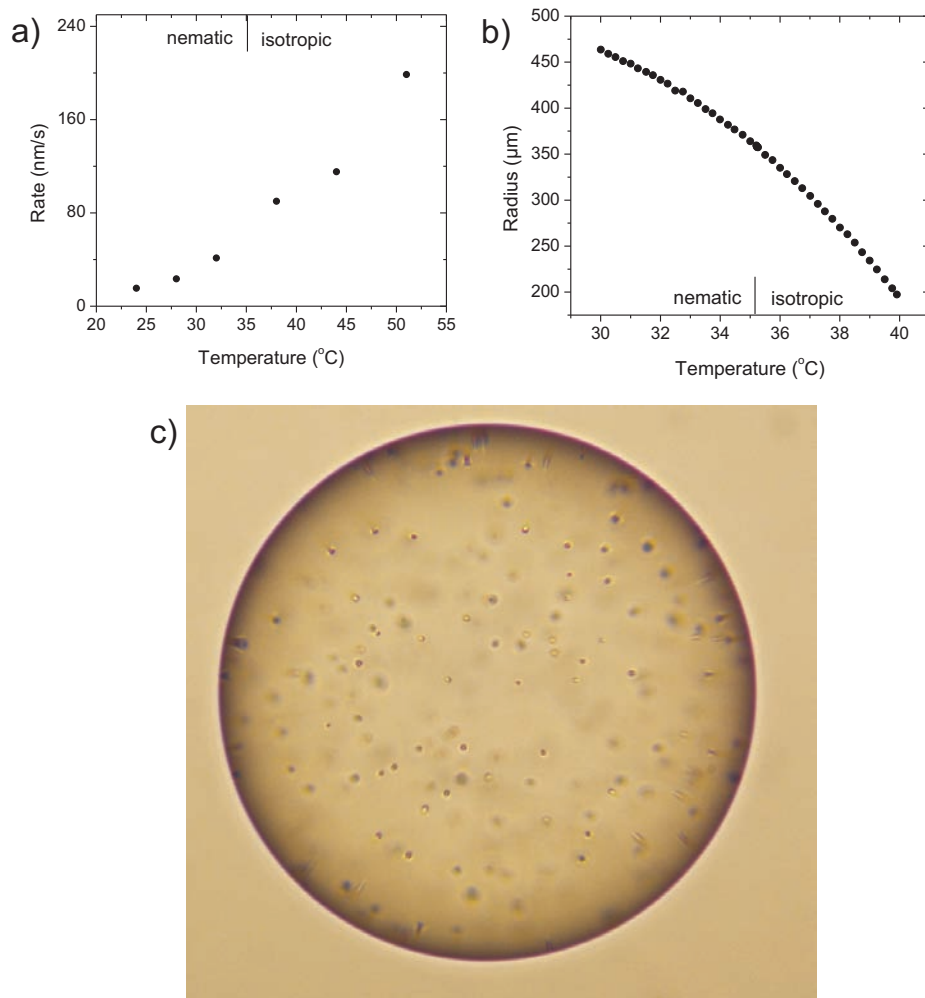 a)
nematic | isotropic
240
160
80
0
Rate (nm/s)
20 25 30 35 40 45 50 55
Temperature (°C)
b)
500
450
400
350
300
250
200
Radius (µm)
nematic | isotropic
30 32 34 36 38 40
Temperature (°C)
c)